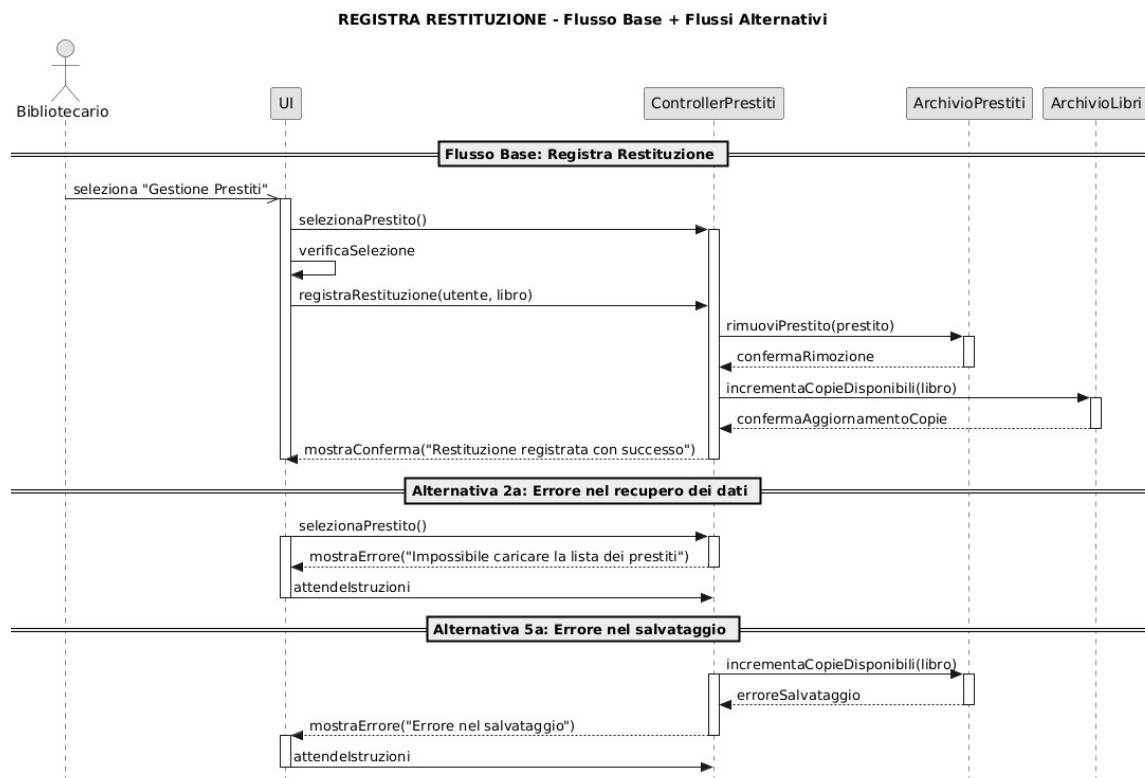 REGISTRA RESTITUZIONE - Flusso Base + Flussi Alternativi
Bibliotecario
UI
ControllerPrestiti
ArchivioPrestiti
ArchivioLibri
Flusso Base: Registra Restituzione
seleziona "Gestione Prestiti"
selezionaPrestito()
verificaSelezione
registraRestituzione(utente, libro)
rimuoviPrestito(prestito)
confermaRimozione
incrementaCopieDisponibili(libro)
confermaAggiornamentoCopie
mostraConferma("Restituzione registrata con successo")
Alternativa 2a: Errore nel recupero dei dati
selezionaPrestito()
mostraErrore("Impossibile caricare la lista dei prestiti")
attendeIstruzioni
Alternativa 5a: Errore nel salvataggio
incrementaCopieDisponibili(libro)
erroreSalvataggio
mostraErrore("Errore nel salvataggio")
attendeIstruzioni